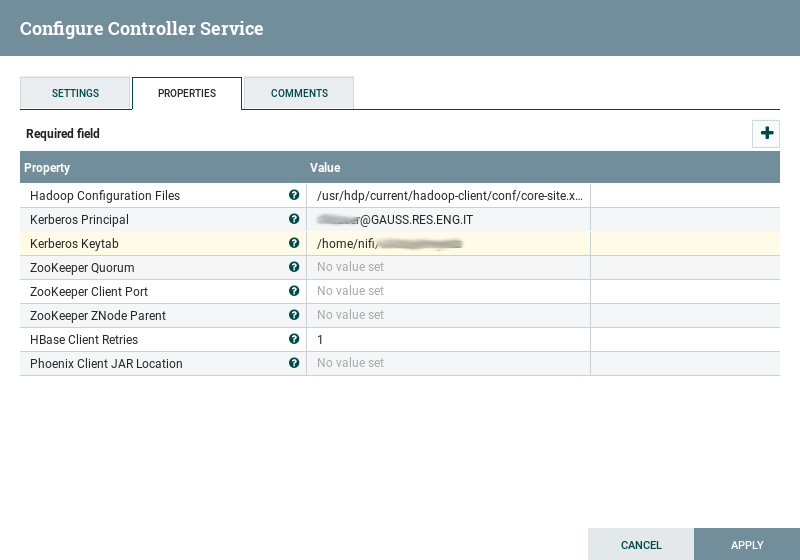 Configure Controller Service
SETTINGS PROPERTIES COMMENTS
Required field
Property Value
Hadoop Configuration Files /usr/hdp/current/hadoop-client/conf/core-site.x...
Kerberos Principal @GAUSS.RES.ENG.IT
Kerberos Keytab /home/nifi/
ZooKeeper Quorum No value set
ZooKeeper Client Port No value set
ZooKeeper ZNode Parent No value set
HBase Client Retries 1
Phoenix Client JAR Location No value set
CANCEL APPLY